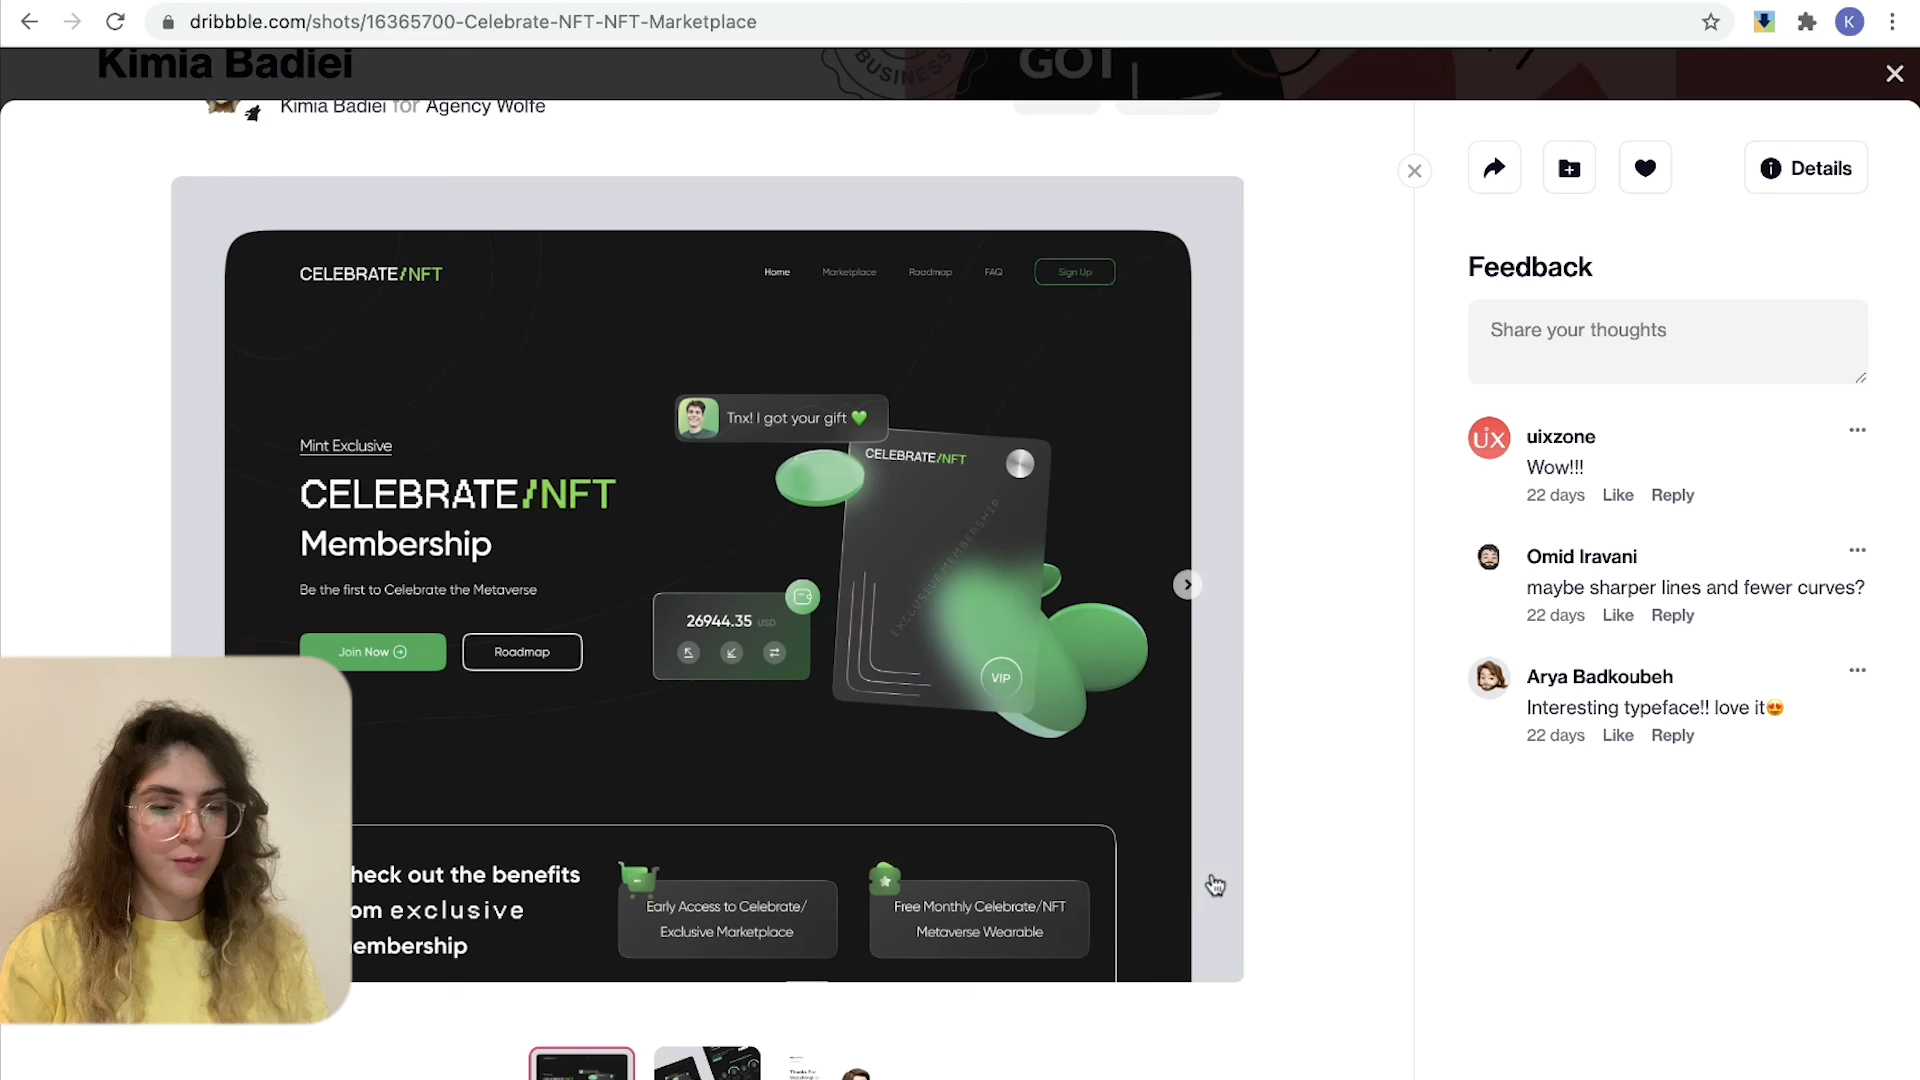 dribbble.com/shots/16365700-Celebrate-NFT-NFT-Marketplace
K
Kimia Badiei
BUSINESS
GOT
Kimia Badiei for Agency Wolfe
Details
Feedback
Share your thoughts
UX
uixzone
Wow!!!
22 days Like Reply
Omid Iravani
maybe sharper lines and fewer curves?
22 days Like Reply
Arya Badkoubeh
Interesting typeface!! love it😍
22 days Like Reply
CELEBRATE/NFT
Home Marketplace Roadmap FAQ Sign Up
Tnx! I got your gift 💚
CELEBRATE/NFT
EXCLUSIVE MEMBERSHIP
VIP
Mint Exclusive
CELEBRATE/NFT
Membership
Be the first to Celebrate the Metaverse
Join Now
Roadmap
26944.35 USD
heck out the benefits
om exclusive
embership
Early Access to Celebrate/
Exclusive Marketplace
Free Monthly Celebrate/NFT
Metaverse Wearable